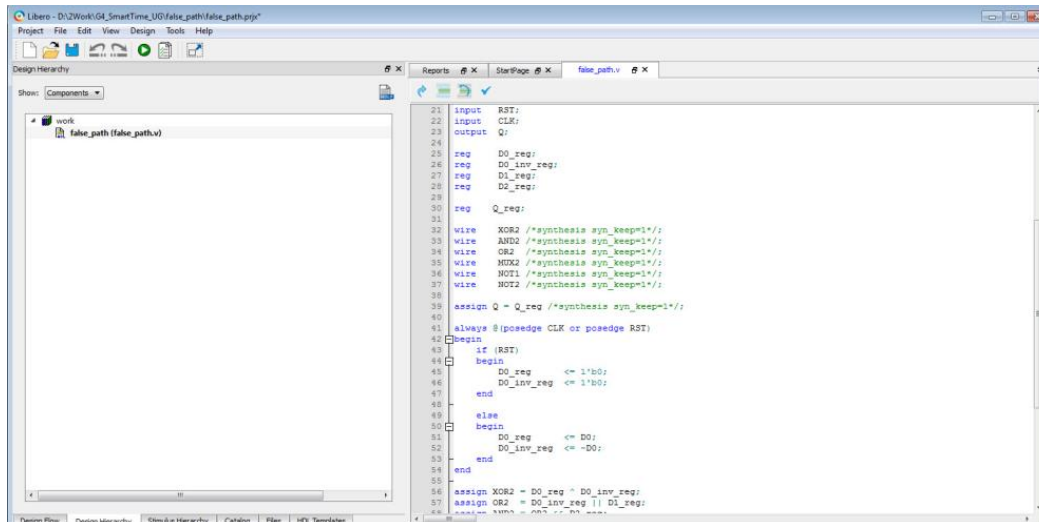 Libero - D:\2Work\G4_SmartTime_UG\false_path\false_path.prjx*
Project File Edit View Design Tools Help
Design Hierarchy
Reports StartPage false_path.v
Show: Components
work
false_path (false_path.v)
21 input RST;
22 input CLK;
23 output Q;
24
25 reg D0_reg;
26 reg D0_inv_reg;
27 reg D1_reg;
28 reg D2_reg;
29
30 reg Q_reg;
31
32 wire XOR2 /*synthesis syn_keep=1*/;
33 wire AND2 /*synthesis syn_keep=1*/;
34 wire OR2 /*synthesis syn_keep=1*/;
35 wire MUX2 /*synthesis syn_keep=1*/;
36 wire NOT1 /*synthesis syn_keep=1*/;
37 wire NOT2 /*synthesis syn_keep=1*/;
38
39 assign Q = Q_reg /*synthesis syn_keep=1*/;
40
41 always @(posedge CLK or posedge RST)
42 begin
43 if (RST)
44 begin
45 D0_reg <= 1'b0;
46 D0_inv_reg <= 1'b0;
47 end
48
49 else
50 begin
51 D0_reg <= D0;
52 D0_inv_reg <= ~D0;
53 end
54 end
55
56 assign XOR2 = D0_reg ^ D0_inv_reg;
57 assign OR2 = D0_inv_reg || D1_reg;
58 assign AND2 = OR2 && D2_reg;
Design Flow Design Hierarchy Stimulus Hierarchy Catalog Files HDL Templates